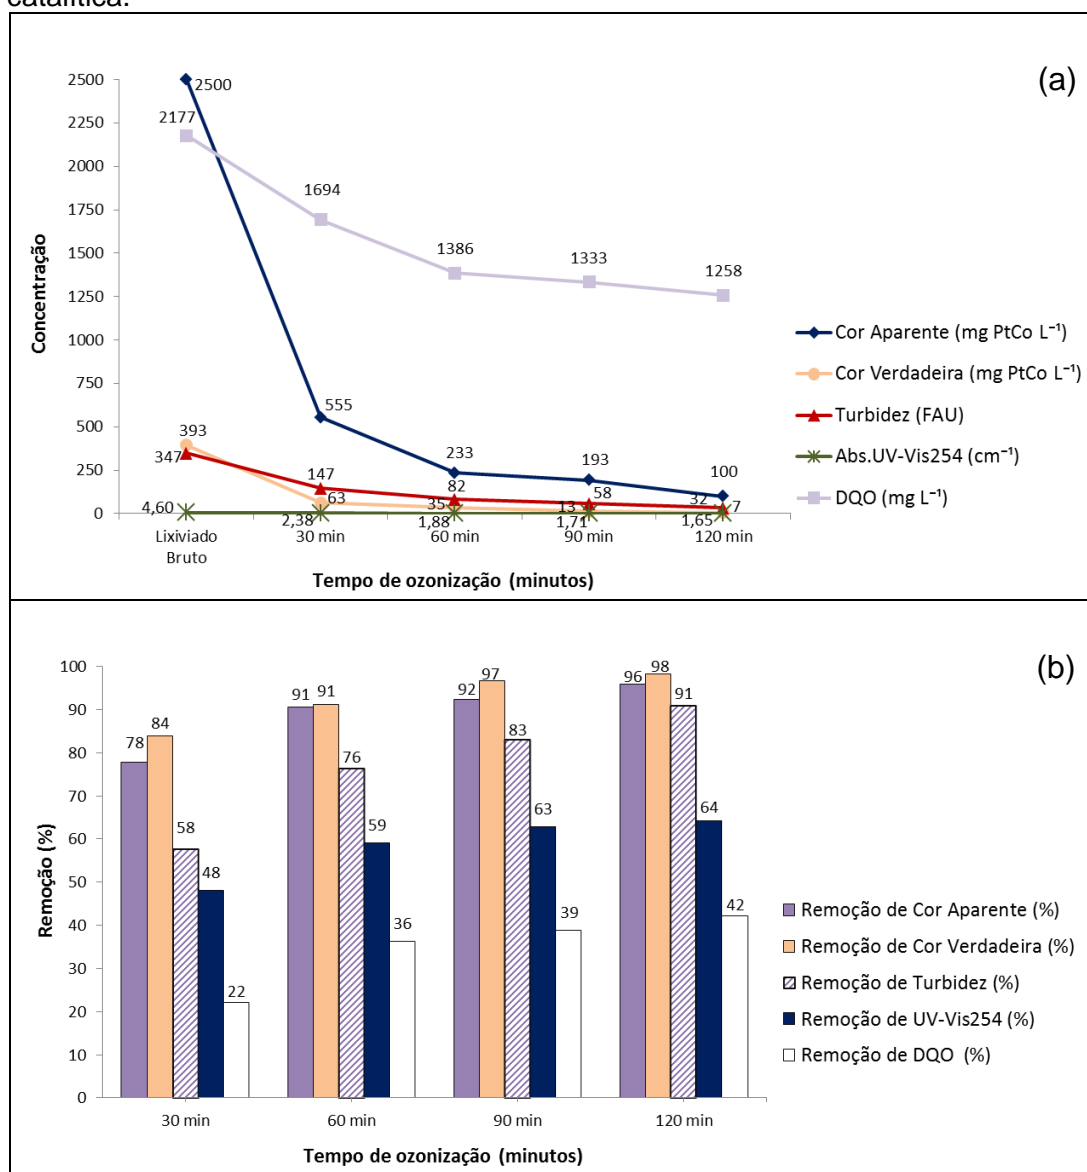 catalítica.
(a)
2500
2250
2000
1750
1500
1250
1000
750
500
250
0
Concentração
2500
2177
1694
1386
1333
1258
555
233
193
100
393
347
147
63
82
35
58
13
32
7
4,60
2,38
1,88
1,71
1,65
Lixiviado
Bruto
30 min
60 min
90 min
120 min
Tempo de ozonização (minutos)
Cor Aparente (mg PtCo L⁻¹)
Cor Verdadeira (mg PtCo L⁻¹)
Turbidez (FAU)
Abs.UV-Vis254 (cm⁻¹)
DQO (mg L⁻¹)
(b)
100
90
80
70
60
50
40
30
20
10
0
Remoção (%)
78
84
58
48
22
91
91
76
59
36
92
97
83
63
39
96
98
91
64
42
30 min
60 min
90 min
120 min
Tempo de ozonização (minutos)
Remoção de Cor Aparente (%)
Remoção de Cor Verdadeira (%)
Remoção de Turbidez (%)
Remoção de UV-Vis254 (%)
Remoção de DQO (%)